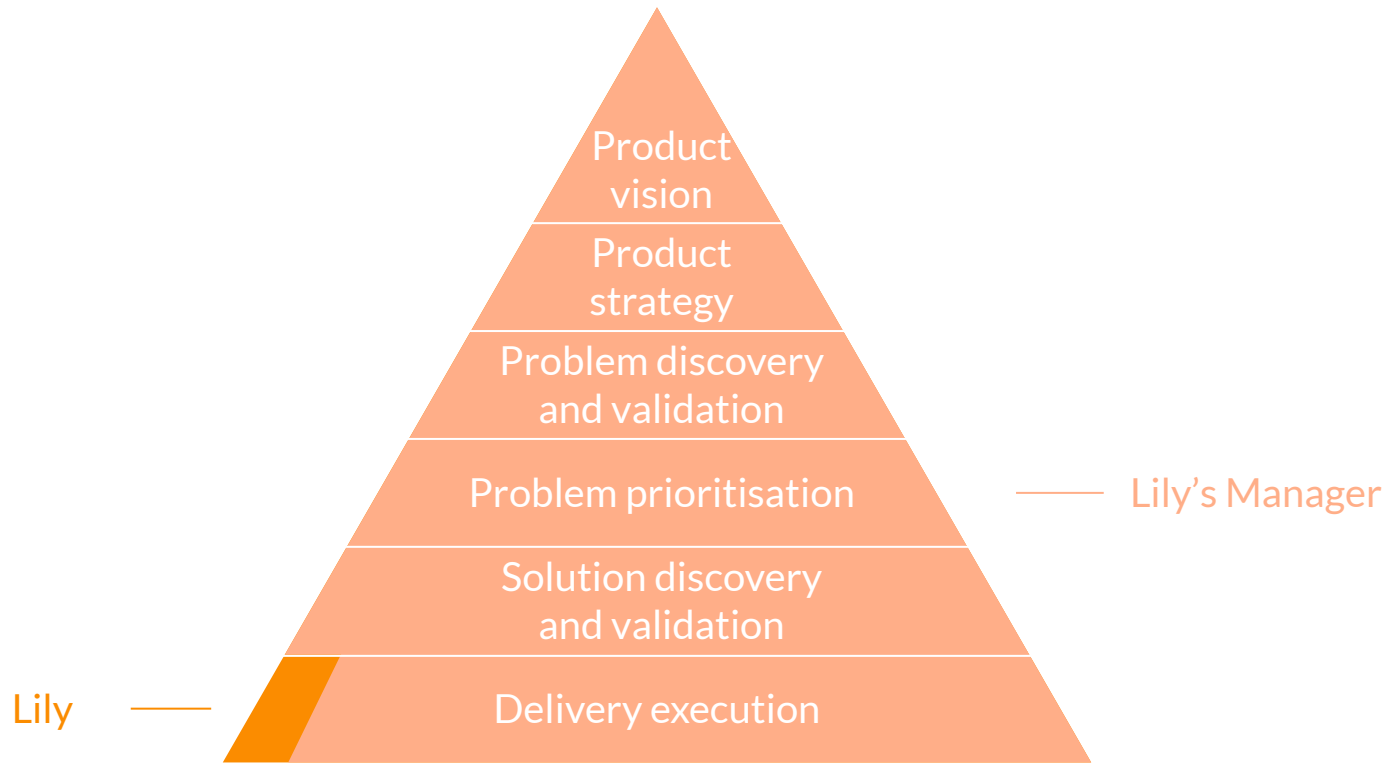 Product
vision
Product
strategy
Problem discovery
and validation
Problem prioritisation
Lily’s Manager
Solution discovery
and validation
Lily
Delivery execution